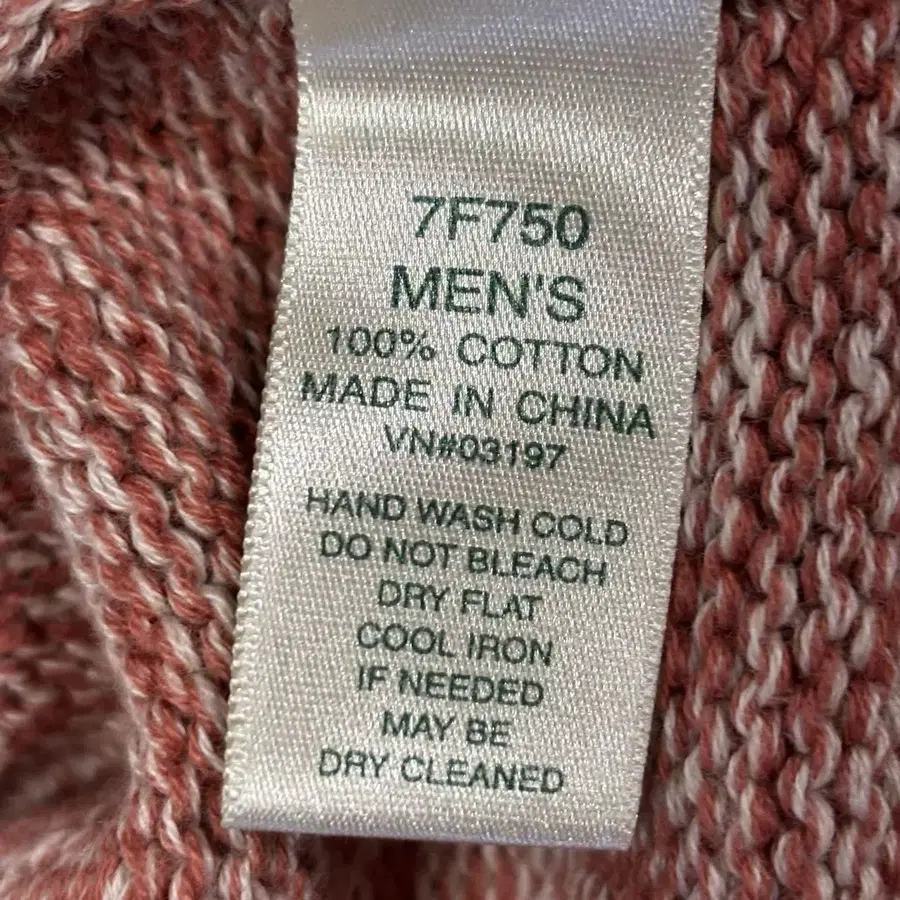 7F750
MEN'S
100% COTTON
MADE IN CHINA
VN#03197
HAND WASH COLD
DO NOT BLEACH
DRY FLAT
COOL IRON
IF NEEDED
MAY BE
DRY CLEANED